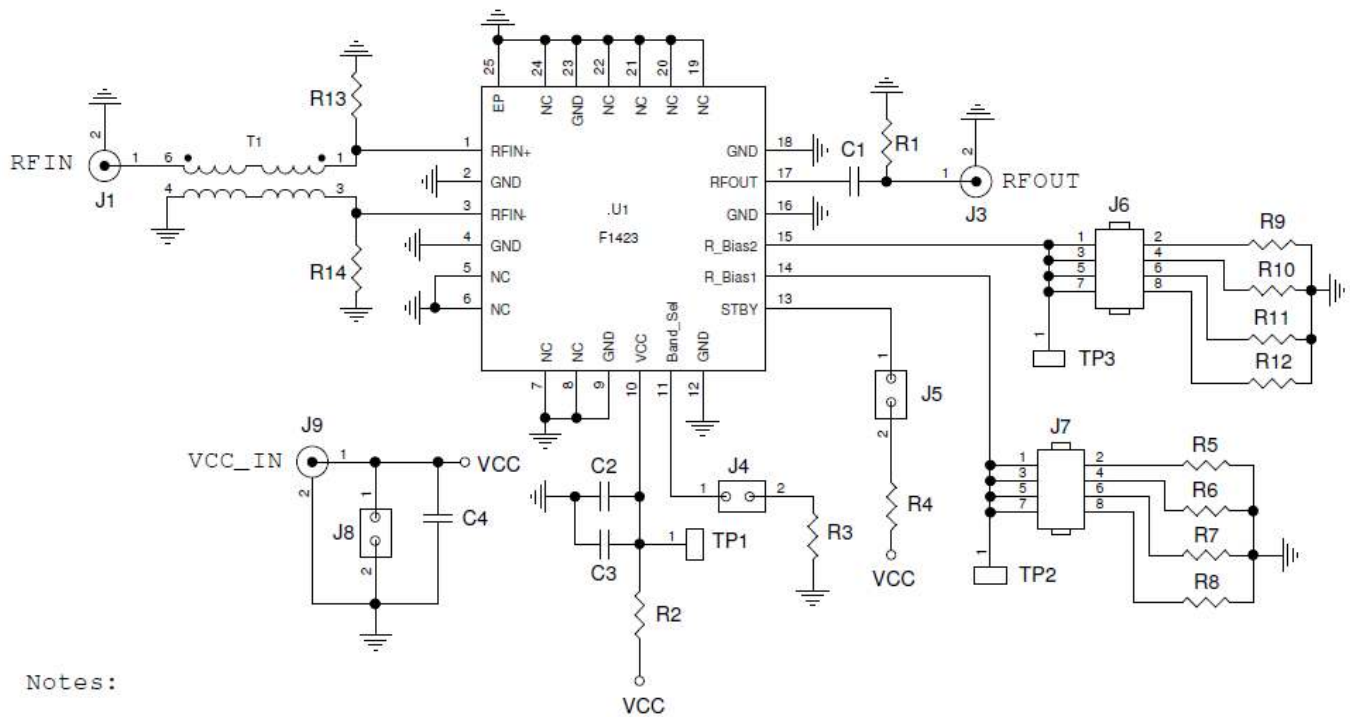 25 24 23 22 21 20 19
EP NC GND NC NC NC NC
R13
R1
C1
2
RFIN
J1
1 6 T1 1
4 3
R14
1 RFIN+
2 GND
3 RFIN-
4 GND
5 NC
6 NC
.U1
F1423
GND 18
RFOUT 17
GND 16
R_Bias2 15
R_Bias1 14
STBY 13
2
1
J3
RFOUT
NC NC GND VCC Band_Sel GND
7 8 9 10 11 12
J6
1 2
3 4
5 6
7 8
R9
R10
R11
R12
1
TP3
1
J5
2
R4
VCC
J7
1 2
3 4
5 6
7 8
R5
R6
R7
R8
1
TP2
J9
VCC_IN 1
2
VCC
1
J8
2
C4
C2
C3
1 TP1
R2
VCC
J4
1 2
R3
Notes: